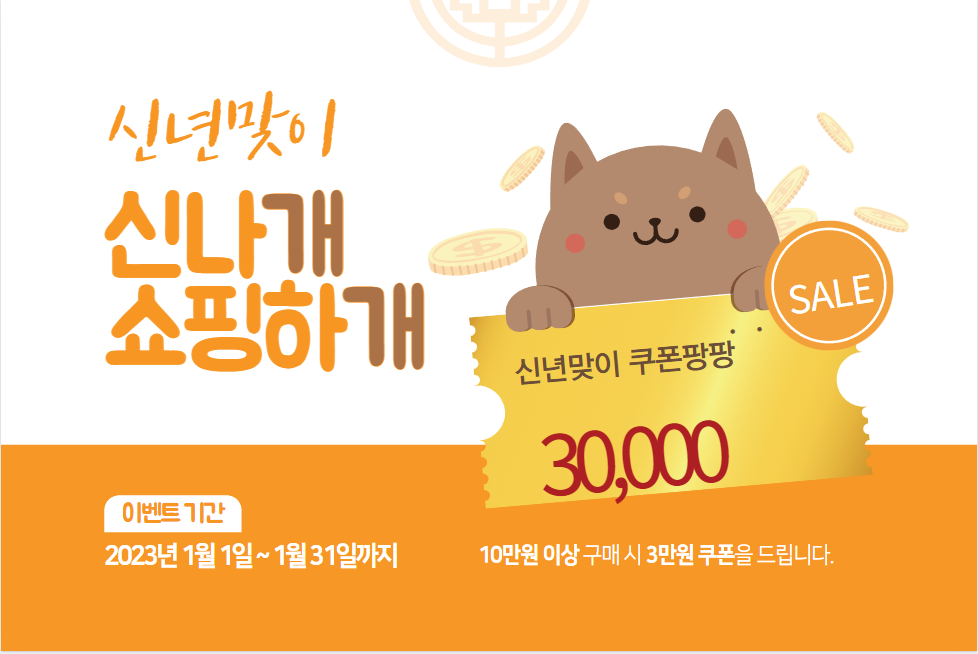 신년맞이
신나개
쇼핑하개
SALE
신년맞이 쿠폰팡팡
30,000
이벤트 기간
2023년 1월 1일 ~ 1월 31일까지
10만원 이상 구매 시 3만원 쿠폰을 드립니다.